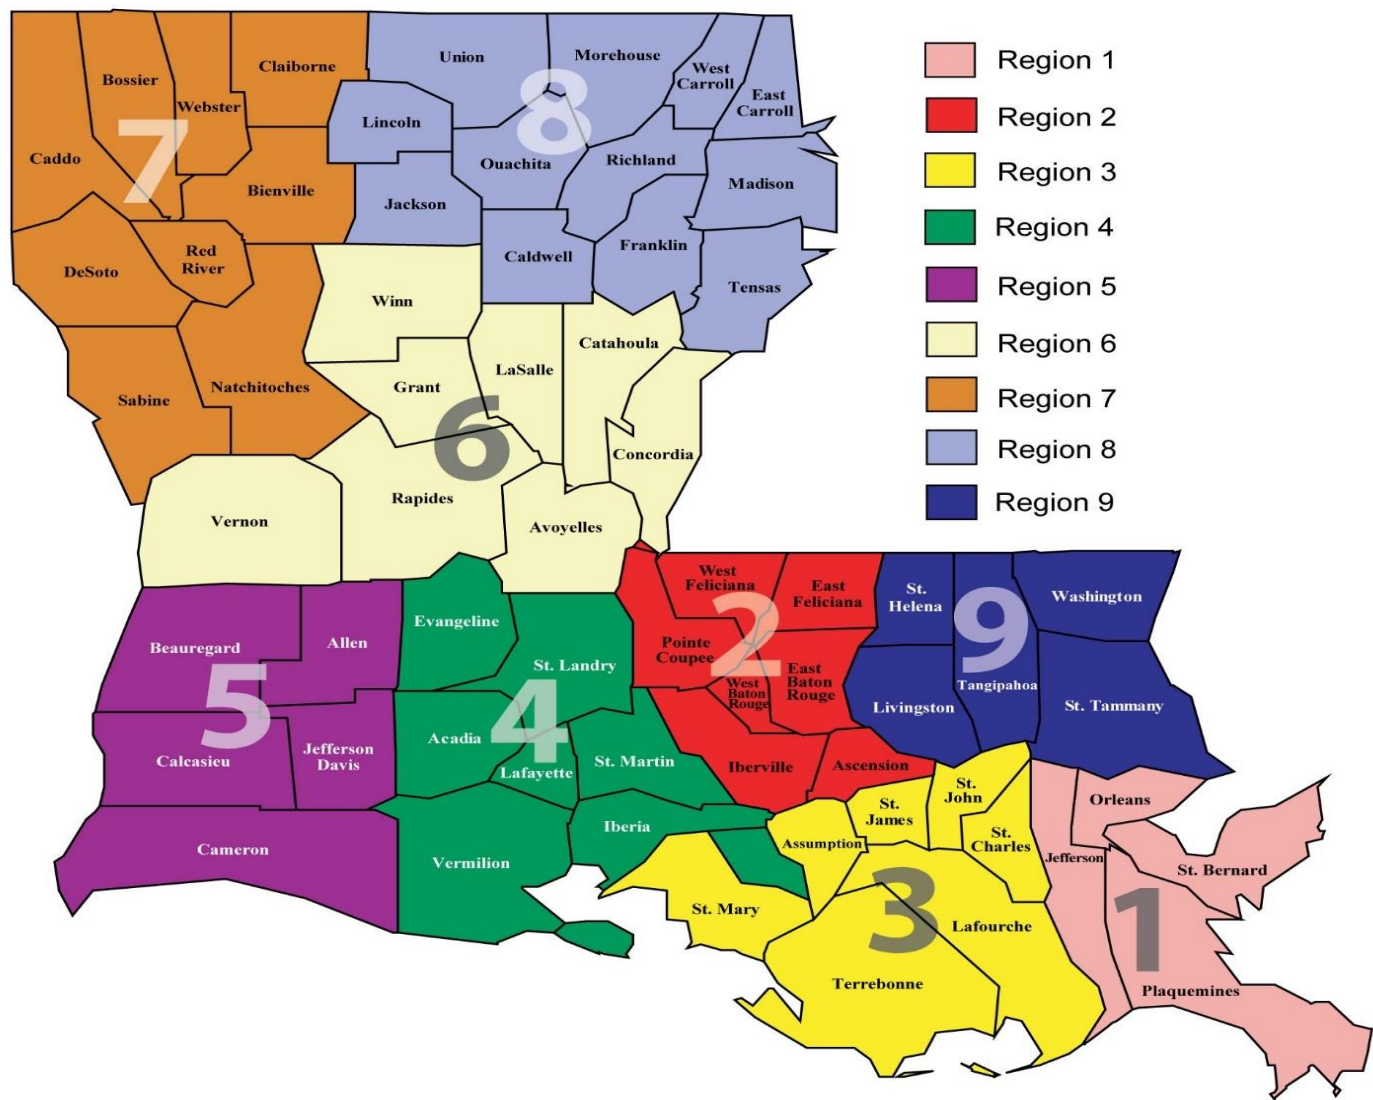 Union
Morehouse
West
Carroll
East
Carroll
Claiborne
Bossier
Webster
Lincoln
8
7
Caddo
Ouachita
Richland
Madison
Bienville
Jackson
Red
River
DeSoto
Caldwell
Franklin
Tensas
Winn
Catahoula
LaSalle
Grant
Natchitoches
Sabine
6
Concordia
Rapides
Vernon
Avoyelles
Region 1
Region 2
Region 3
Region 4
Region 5
Region 6
Region 7
Region 8
Region 9
West
Feliciana
East
Feliciana
St.
Helena
Washington
9
2
Evangeline
Beauregard
Allen
Pointe
Coupee
St. Landry
West
Baton
Rouge
East
Baton
Rouge
Tangipahoa
Livingston
St. Tammany
5
4
Acadia
Calcasieu
Jefferson
Davis
Lafayette
St. Martin
Iberville
Ascension
St.
John
St.
James
Orleans
Iberia
Assumption
St.
Charles
Jefferson
Cameron
Vermilion
St. Bernard
St. Mary
3
Lafourche
1
Terrebonne
Plaquemines